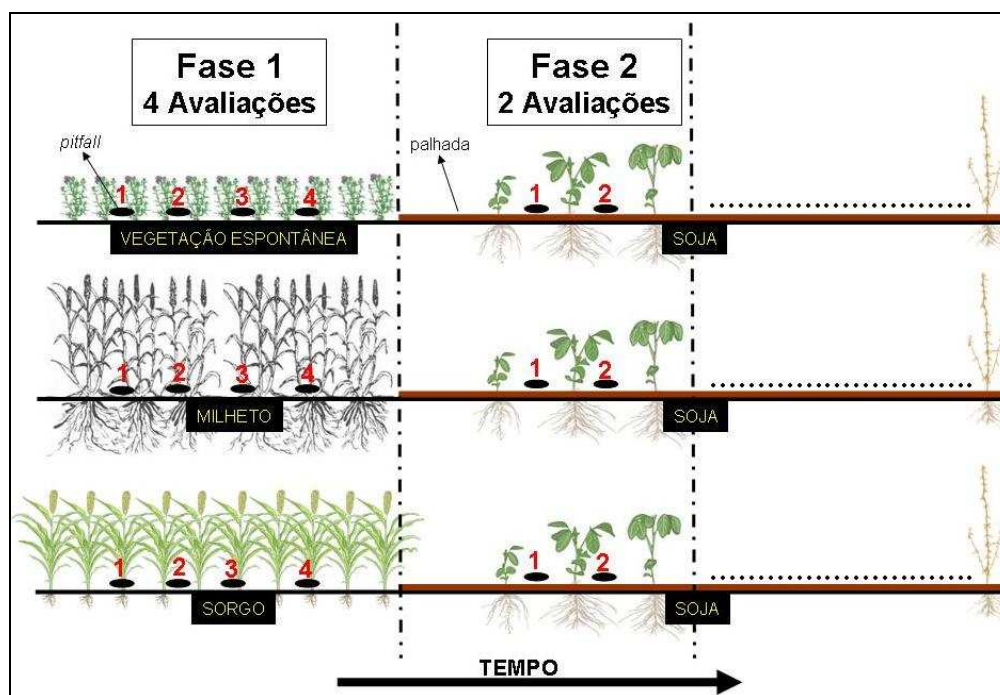 Fase 1
4 Avaliações
Fase 2
2 Avaliações
pitfall
palhada
1 2 3 4
1 2
VEGETAÇÃO ESPONTÂNEA
SOJA
1 2 3 4
1 2
MILHETO
SOJA
1 2 3 4
1 2
SORGO
SOJA
TEMPO